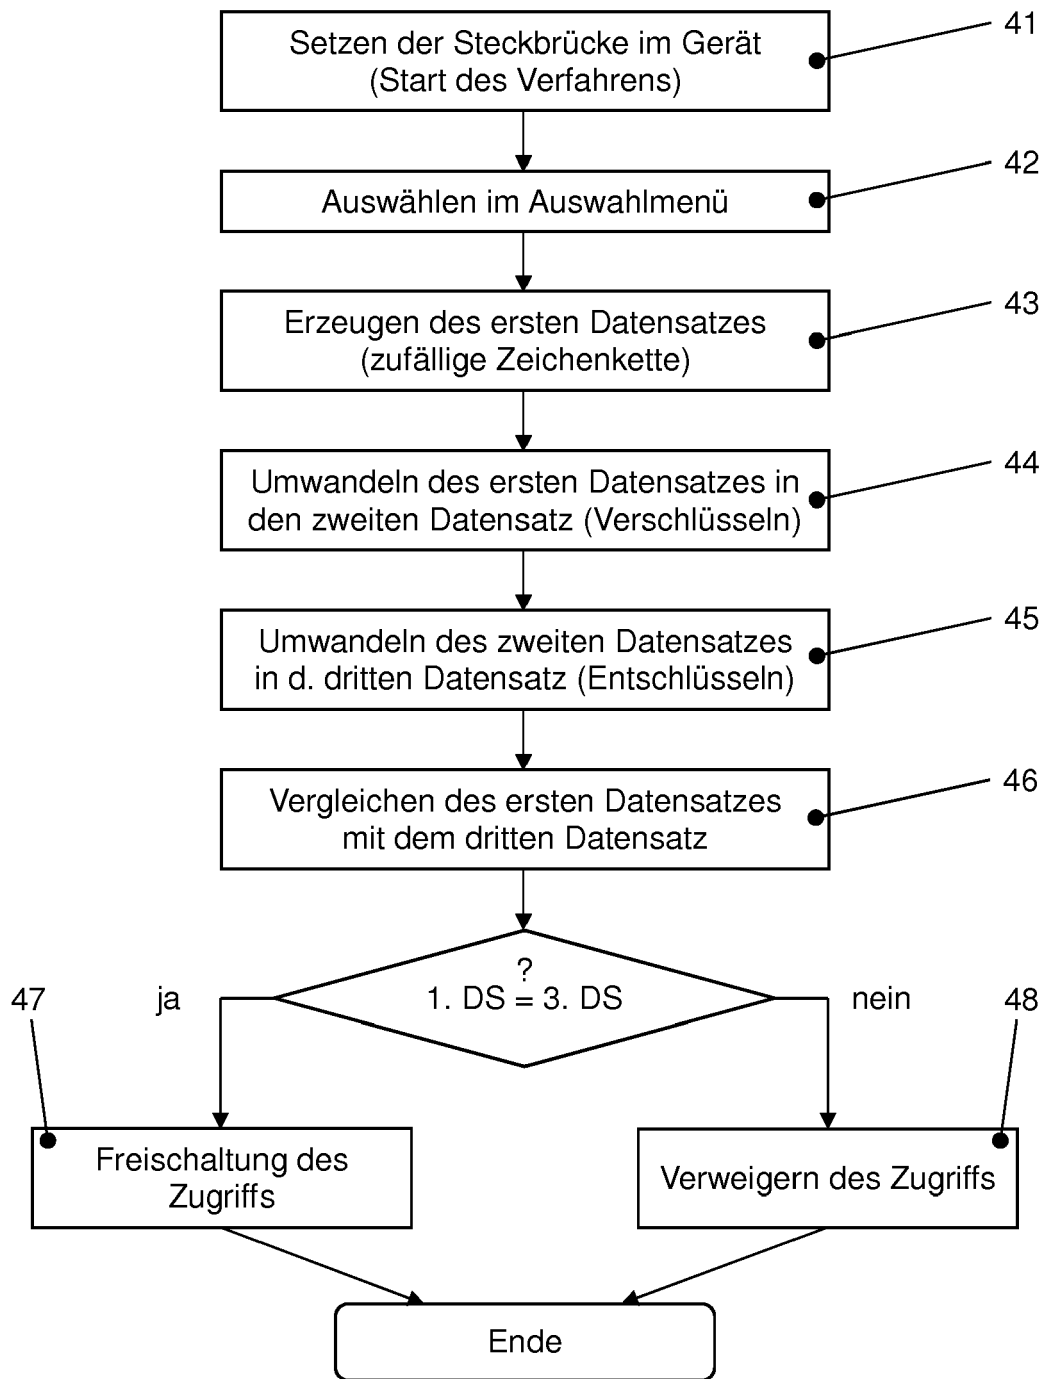 Setzen der Steckbrücke im Gerät
(Start des Verfahrens)
41
Auswählen im Auswahlmenü
42
Erzeugen des ersten Datensatzes
(zufällige Zeichenkette)
43
Umwandeln des ersten Datensatzes in
den zweiten Datensatz (Verschlüsseln)
44
Umwandeln des zweiten Datensatzes
in d. dritten Datensatz (Entschlüsseln)
45
Vergleichen des ersten Datensatzes
mit dem dritten Datensatz
46
?
1. DS = 3. DS
ja
nein
47
48
Freischaltung des
Zugriffs
Verweigern des Zugriffs
Ende